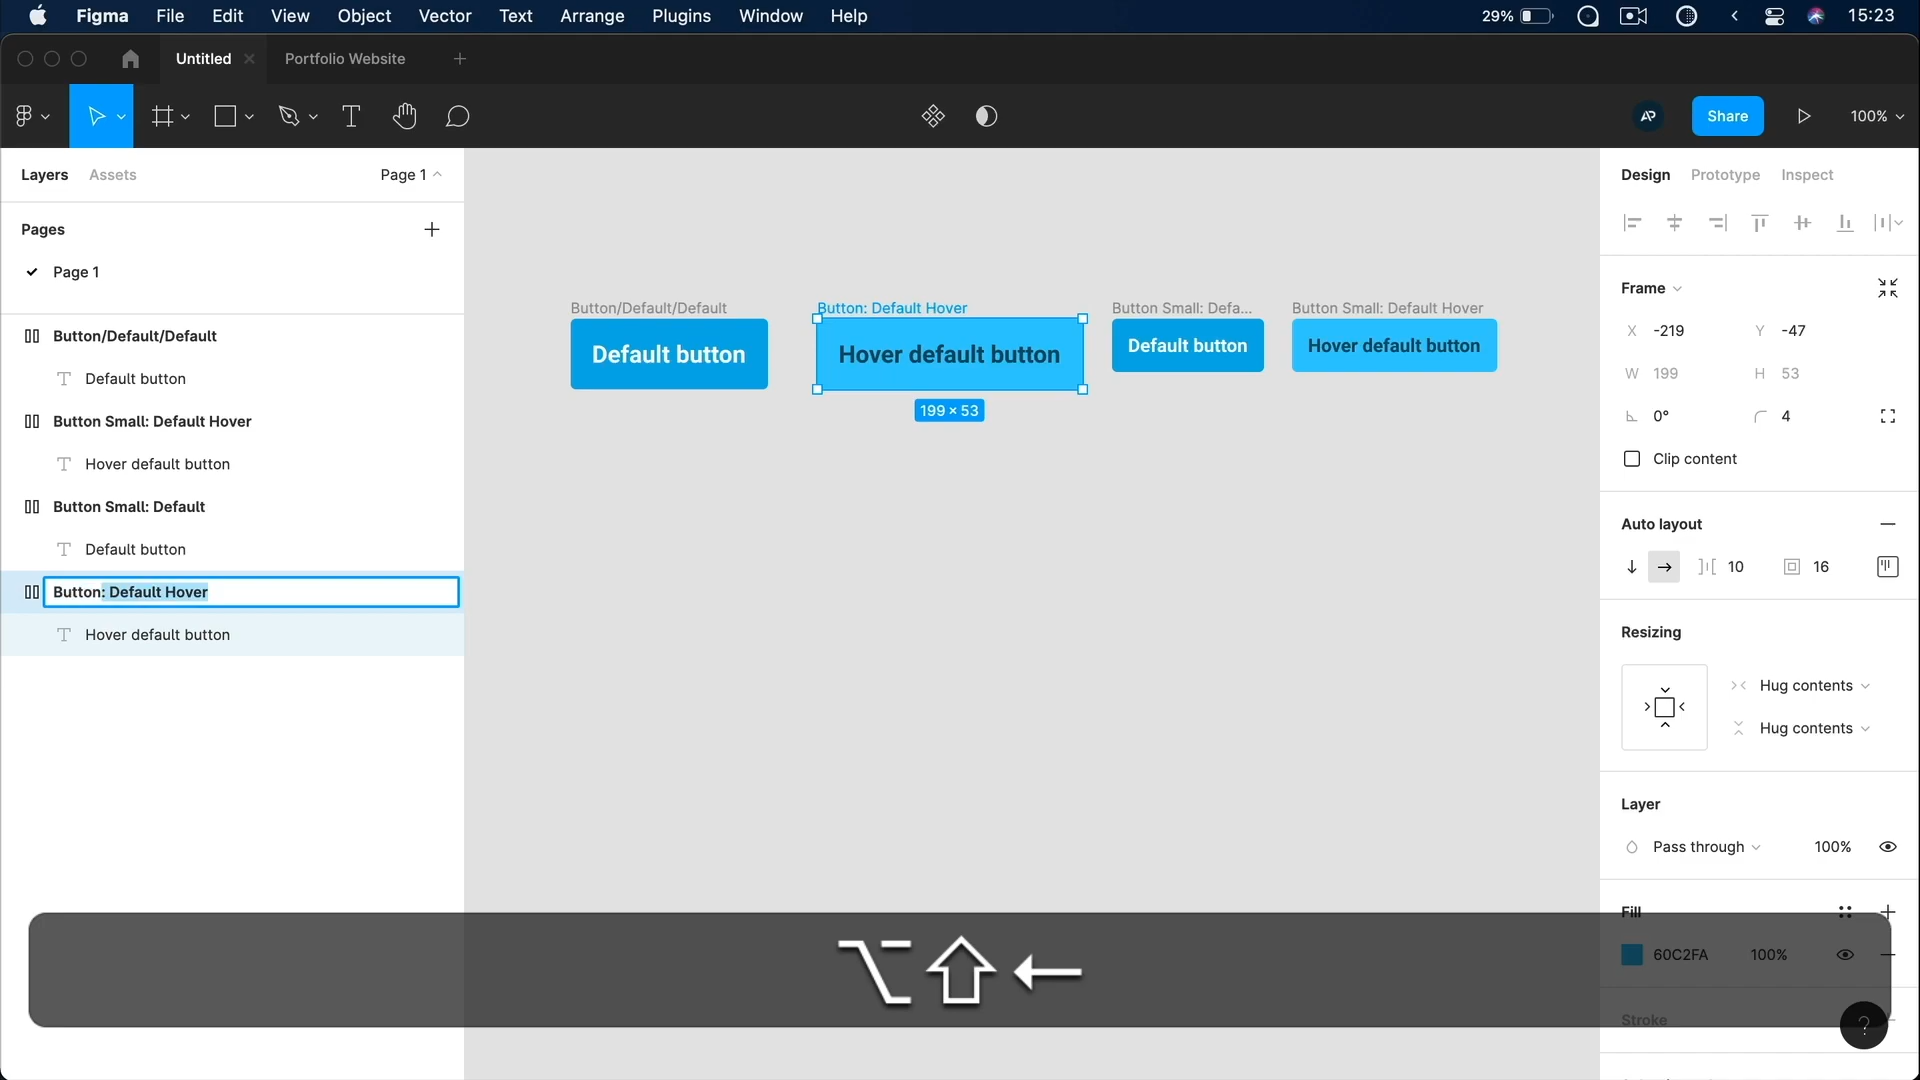 Figma File Edit View Object Vector Text Arrange Plugins Window Help 29% 15:23
Untitled Portfolio Website
AP Share 100%
Layers Assets Page 1
Pages
Page 1
Button/Default/Default
Default button
Button Small: Default Hover
Hover default button
Button Small: Default
Default button
Button: Default Hover
Hover default button
Button/Default/Default
Default button
Button: Default Hover
Hover default button
199 × 53
Button Small: Defa...
Default button
Button Small: Default Hover
Hover default button
Design Prototype Inspect
Frame
X -219 Y -47
W 199 H 53
0° 4
Clip content
Auto layout
10 16
Resizing
Hug contents
Hug contents
Layer
Pass through 100%
Fill
60C2FA 100%
Stroke
?